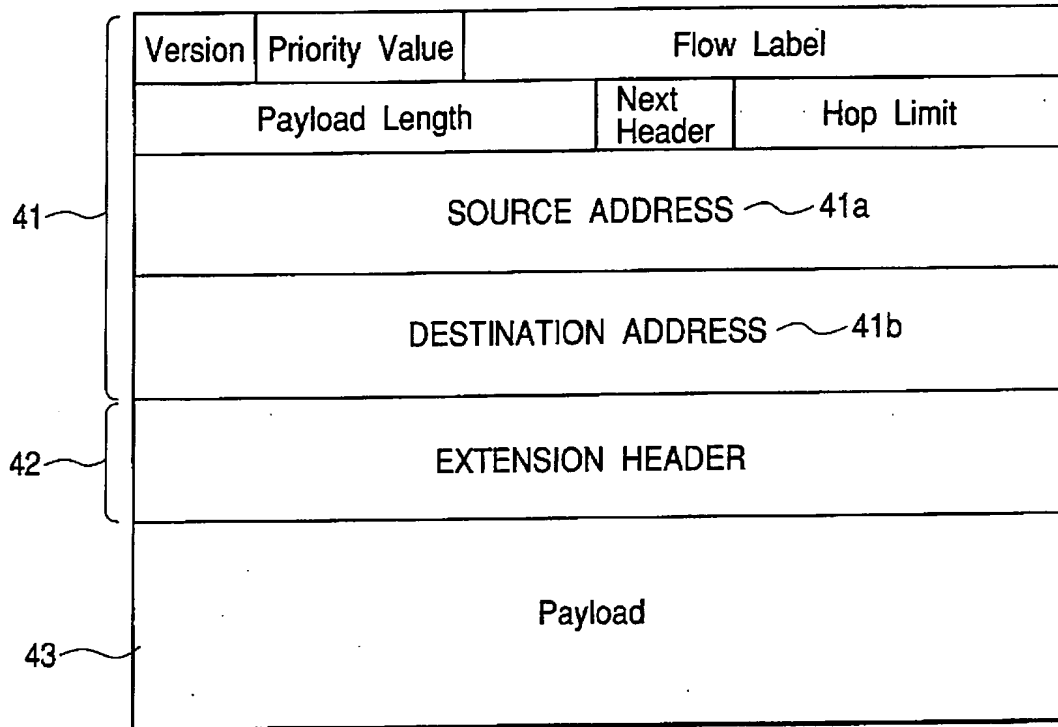 Version Priority Value Flow Label
Payload Length Next Header Hop Limit
41 SOURCE ADDRESS 41a
DESTINATION ADDRESS 41b
42 EXTENSION HEADER
43 Payload